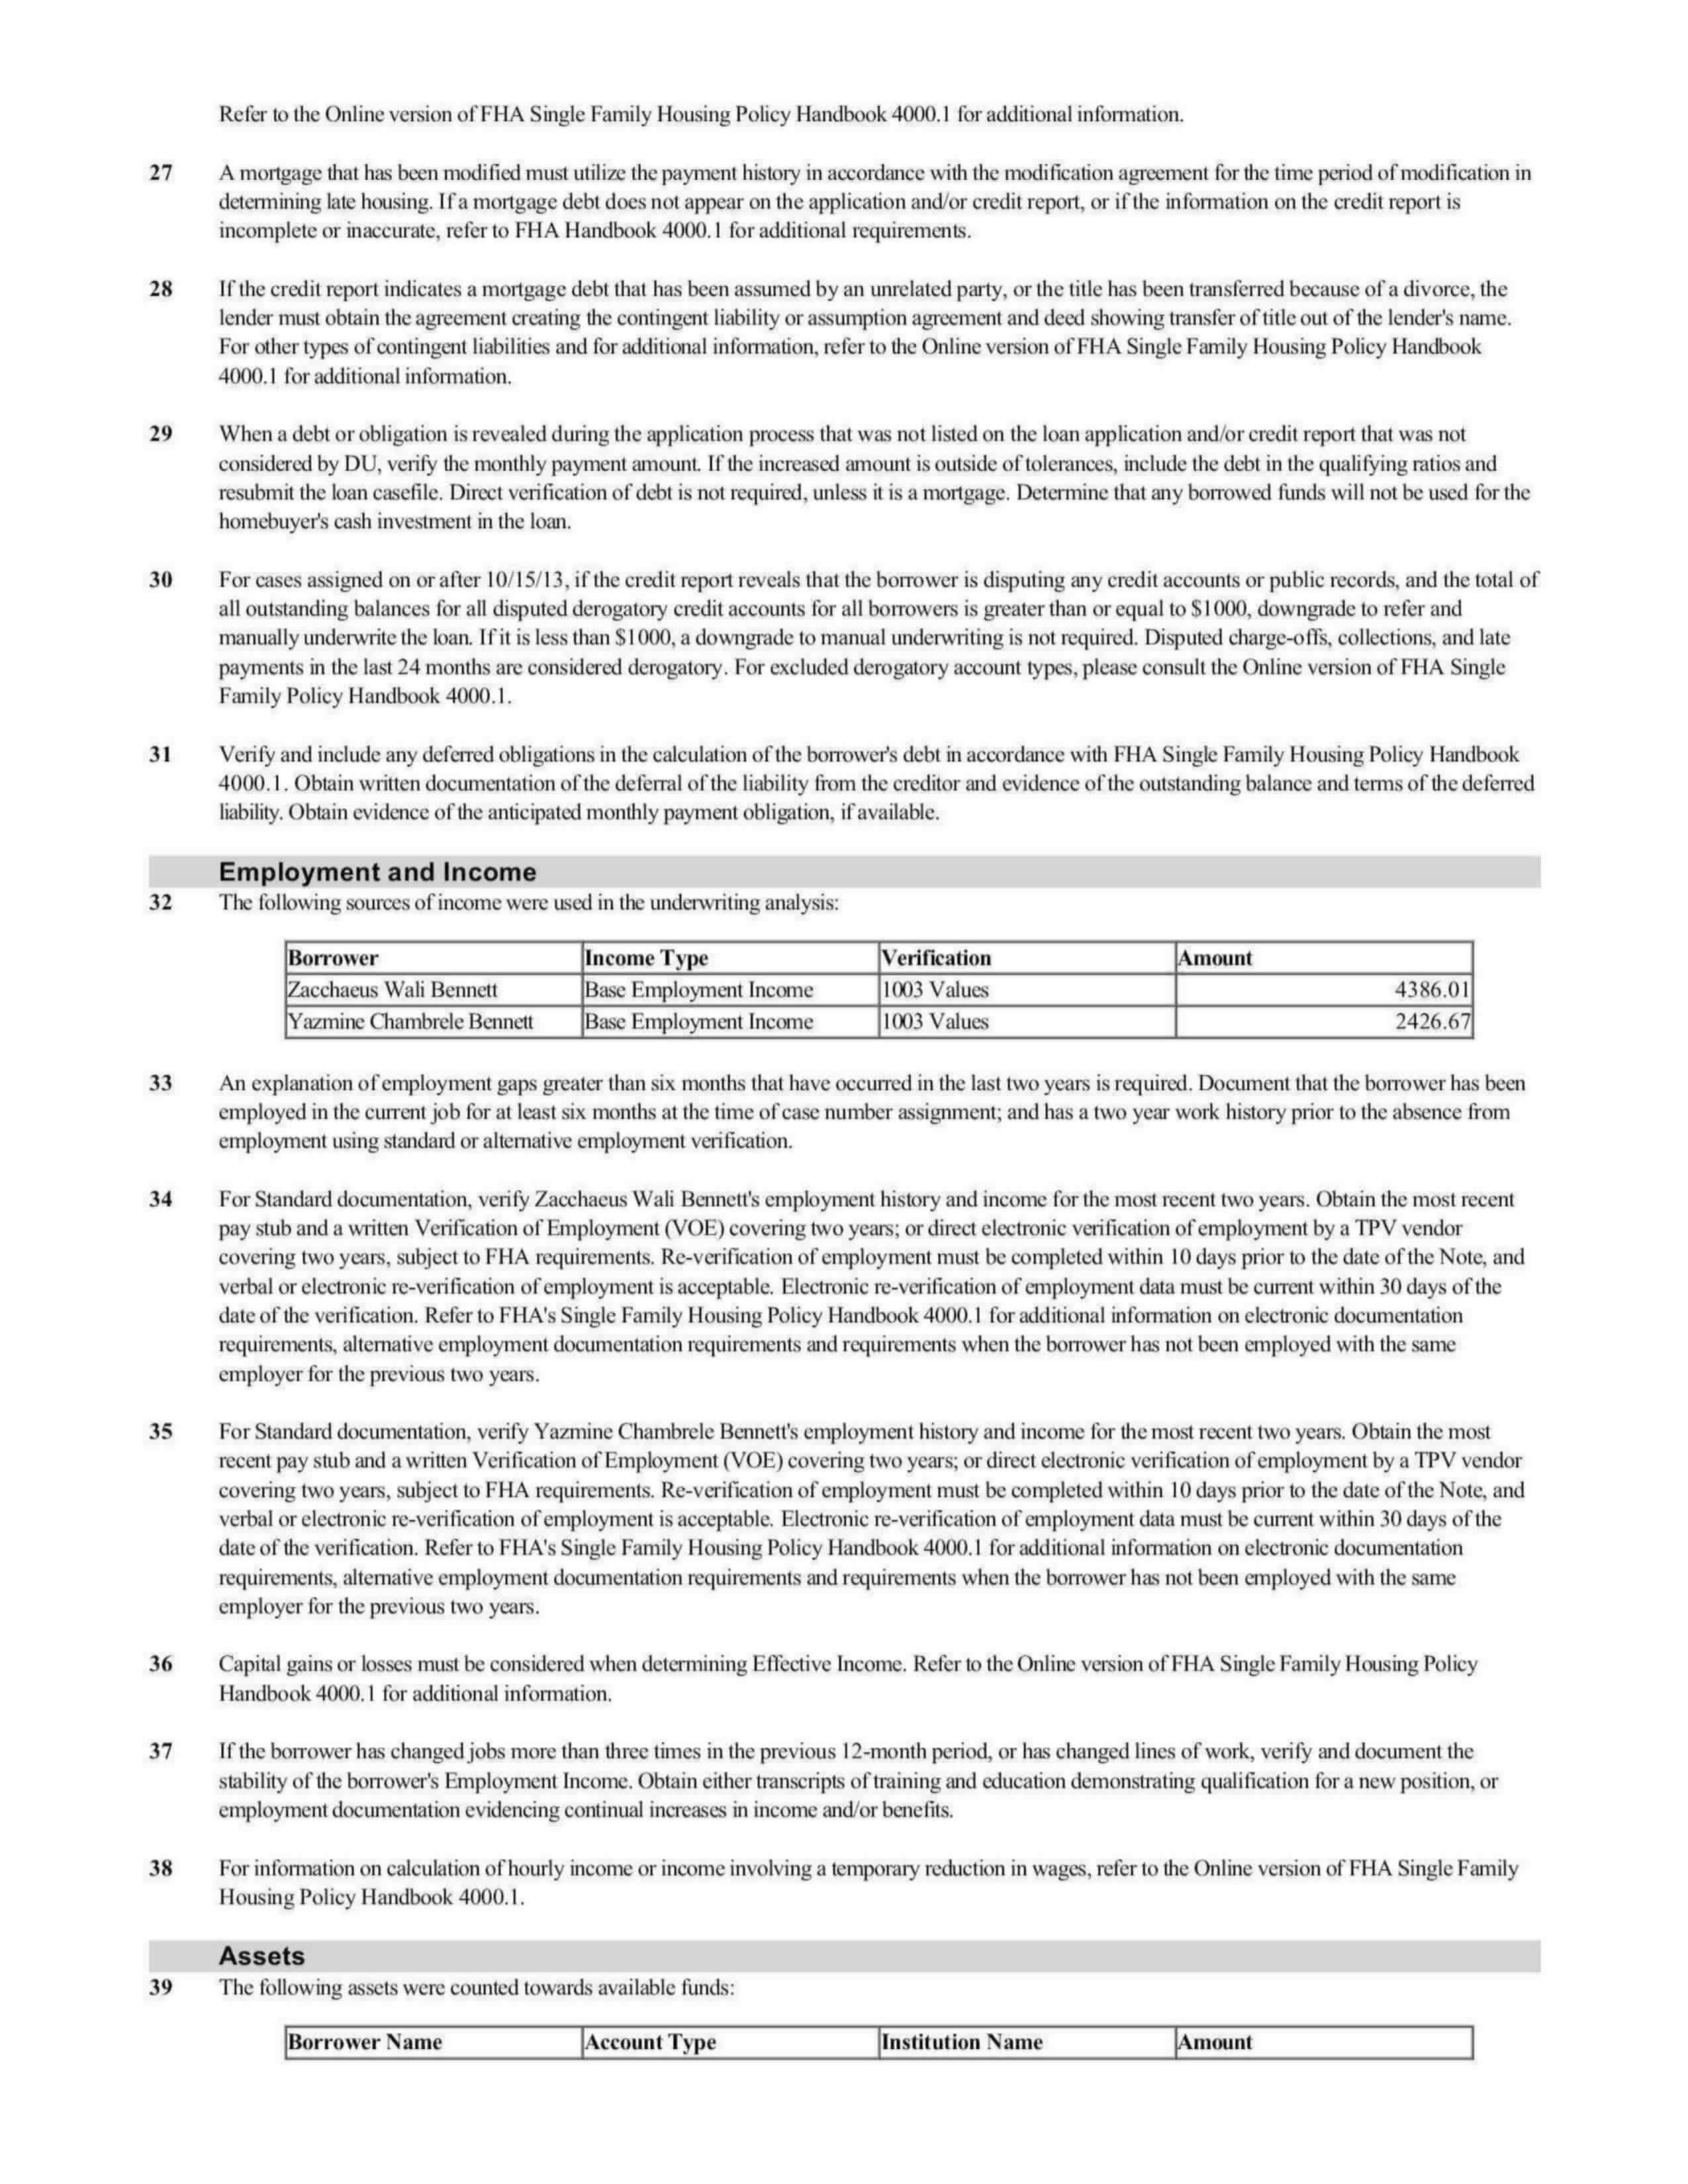 Refer to the Online version of FHA Single Family Housing Policy Handbook 4000.1 for additional information.
27 A mortgage that has been modified must utilize the payment history in accordance with the modification agreement for the time period of modification in
determining late housing. If a mortgage debt does not appear on the application and/or credit report, or if the information on the credit report is
incomplete or inaccurate, refer to FHA Handbook 4000.1 for additional requirements.
28 If the credit report indicates a mortgage debt that has been assumed by an unrelated party, or the title has been transferred because of a divorce, the
lender must obtain the agreement creating the contingent liability or assumption agreement and deed showing transfer of title out of the lender's name.
For other types of contingent liabilities and for additional information, refer to the Online version of FHA Single Family Housing Policy Handbook
4000.1 for additional information.
29 When a debt or obligation is revealed during the application process that was not listed on the loan application and/or credit report that was not
considered by DU, verify the monthly payment amount. If the increased amount is outside of tolerances, include the debt in the qualifying ratios and
resubmit the loan casefile. Direct verification of debt is not required, unless it is a mortgage. Determine that any borrowed funds will not be used for the
homebuyer's cash investment in the loan.
30 For cases assigned on or after 10/15/13, if the credit report reveals that the borrower is disputing any credit accounts or public records, and the total of
all outstanding balances for all disputed derogatory credit accounts for all borrowers is greater than or equal to $1000, downgrade to refer and
manually underwrite the loan. If it is less than $1000, a downgrade to manual underwriting is not required. Disputed charge-offs, collections, and late
payments in the last 24 months are considered derogatory. For excluded derogatory account types, please consult the Online version of FHA Single
Family Policy Handbook 4000.1.
31 Verify and include any deferred obligations in the calculation of the borrower's debt in accordance with FHA Single Family Housing Policy Handbook
4000.1. Obtain written documentation of the deferral of the liability from the creditor and evidence of the outstanding balance and terms of the deferred
liability. Obtain evidence of the anticipated monthly payment obligation, if available.
Employment and Income
32 The following sources of income were used in the underwriting analysis:
Borrower Income Type Verification Amount
Zacchaeus Wali Bennett Base Employment Income 1003 Values 4386.01
Yazmine Chambrele Bennett Base Employment Income 1003 Values 2426.67
33 An explanation of employment gaps greater than six months that have occurred in the last two years is required. Document that the borrower has been
employed in the current job for at least six months at the time of case number assignment; and has a two year work history prior to the absence from
employment using standard or alternative employment verification.
34 For Standard documentation, verify Zacchaeus Wali Bennett's employment history and income for the most recent two years. Obtain the most recent
pay stub and a written Verification of Employment (VOE) covering two years; or direct electronic verification of employment by a TPV vendor
covering two years, subject to FHA requirements. Re-verification of employment must be completed within 10 days prior to the date of the Note, and
verbal or electronic re-verification of employment is acceptable. Electronic re-verification of employment data must be current within 30 days of the
date of the verification. Refer to FHA's Single Family Housing Policy Handbook 4000.1 for additional information on electronic documentation
requirements, alternative employment documentation requirements and requirements when the borrower has not been employed with the same
employer for the previous two years.
35 For Standard documentation, verify Yazmine Chambrele Bennett's employment history and income for the most recent two years. Obtain the most
recent pay stub and a written Verification of Employment (VOE) covering two years; or direct electronic verification of employment by a TPV vendor
covering two years, subject to FHA requirements. Re-verification of employment must be completed within 10 days prior to the date of the Note, and
verbal or electronic re-verification of employment is acceptable. Electronic re-verification of employment data must be current within 30 days of the
date of the verification. Refer to FHA's Single Family Housing Policy Handbook 4000.1 for additional information on electronic documentation
requirements, alternative employment documentation requirements and requirements when the borrower has not been employed with the same
employer for the previous two years.
36 Capital gains or losses must be considered when determining Effective Income. Refer to the Online version of FHA Single Family Housing Policy
Handbook 4000.1 for additional information.
37 If the borrower has changed jobs more than three times in the previous 12-month period, or has changed lines of work, verify and document the
stability of the borrower's Employment Income. Obtain either transcripts of training and education demonstrating qualification for a new position, or
employment documentation evidencing continual increases in income and/or benefits.
38 For information on calculation of hourly income or income involving a temporary reduction in wages, refer to the Online version of FHA Single Family
Housing Policy Handbook 4000.1.
Assets
39 The following assets were counted towards available funds:
Borrower Name Account Type Institution Name Amount